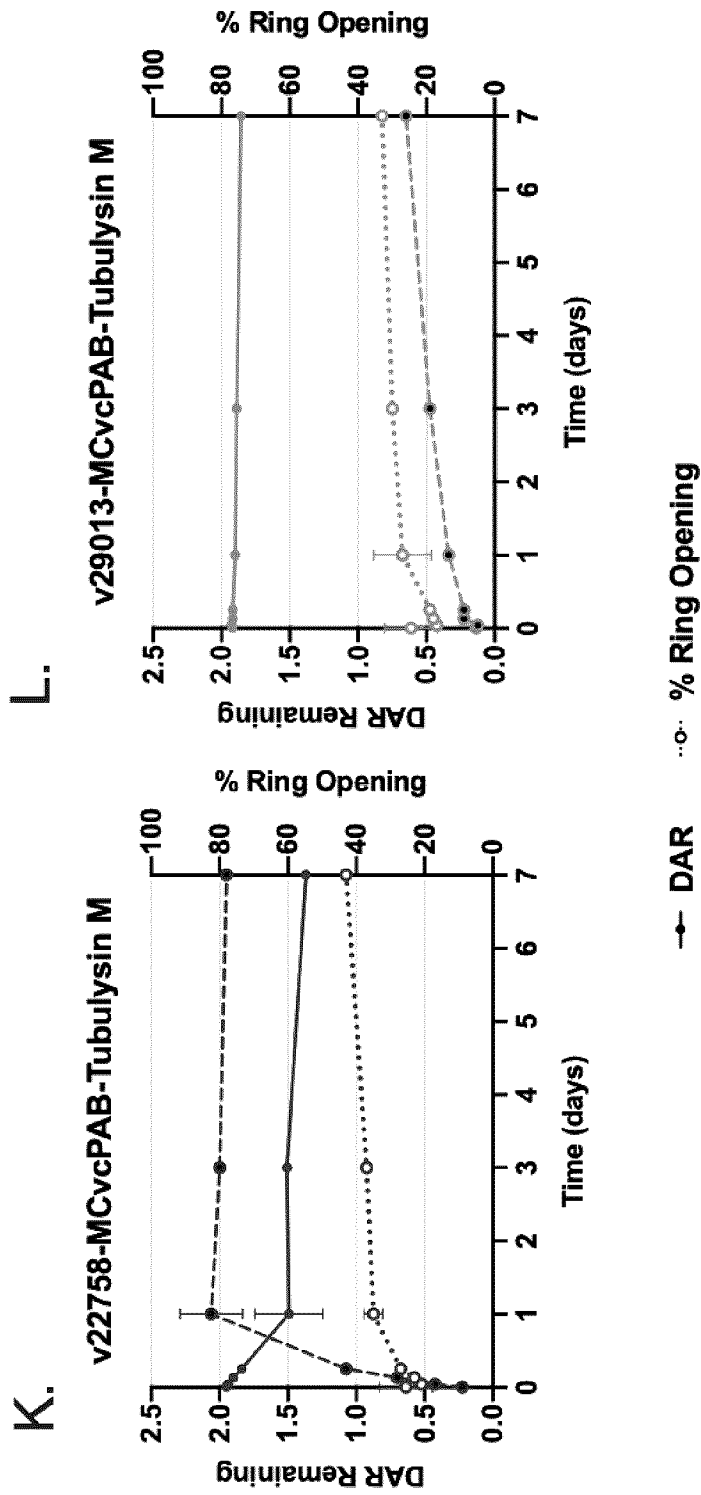 K.
v22758-MCvcPAB-Tubulysin M
DAR Remaining
2.5
2.0
1.5
1.0
0.5
0.0
% Ring Opening
100
80
60
40
20
0
0 1 2 3 4 5 6 7
Time (days)
L.
v29013-MCvcPAB-Tubulysin M
DAR Remaining
2.5
2.0
1.5
1.0
0.5
0.0
% Ring Opening
100
80
60
40
20
0
0 1 2 3 4 5 6 7
Time (days)
DAR
% Ring Opening